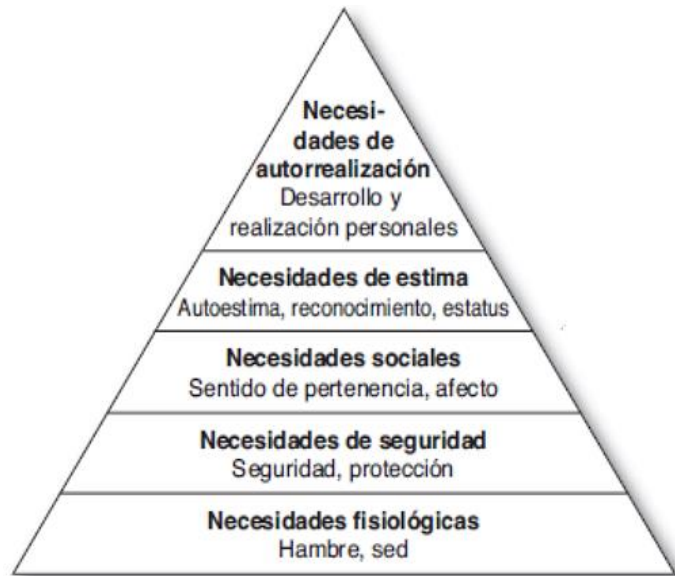 Necesi-
dades de
autorrealización
Desarrollo y
realización personales
Necesidades de estima
Autoestima, reconocimiento, estatus
Necesidades sociales
Sentido de pertenencia, afecto
Necesidades de seguridad
Seguridad, protección
Necesidades fisiológicas
Hambre, sed